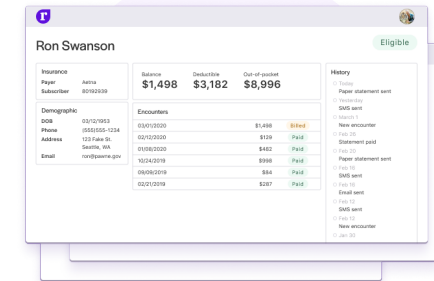 r
Ron Swanson
Eligible
Insurance
Payer Aetna
Subscriber 80192939
Demographic
DOB 03/12/1953
Phone (555)555-1234
Address 123 Fake St.
Seattle, WA
Email ron@pawne.gov
Balance Deductible Out-of-pocket
$1,498 $3,182 $8,996
Encounters
03/01/2020 $1,498 Billed
02/12/2020 $129 Paid
01/08/2020 $462 Paid
10/24/2019 $998 Paid
09/09/2019 $84 Paid
02/21/2019 $287 Paid
History
Today
Paper statement sent
Yesterday
SMS sent
March 1
New encounter
Feb 28
Statement paid
Feb 20
Paper statement sent
Feb 18
SMS sent
Feb 16
Email sent
Feb 12
SMS sent
Feb 12
New encounter
Jan 30